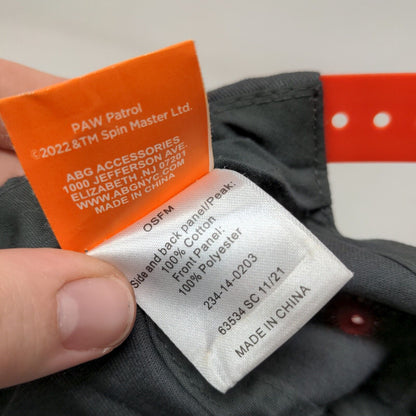 PAW Patrol
©2022 &TM Spin Master Ltd.
ABG ACCESSORIES
1000 JEFFERSON AVE.
ELIZABETH, NJ 07201
WWW.ABGNYC.COM
MADE IN CHINA
OSFM
Side and back panel/Peak:
100% Cotton
Front Panel:
100% Polyester
234-14-0203
63534 SC 11/21
MADE IN CHINA